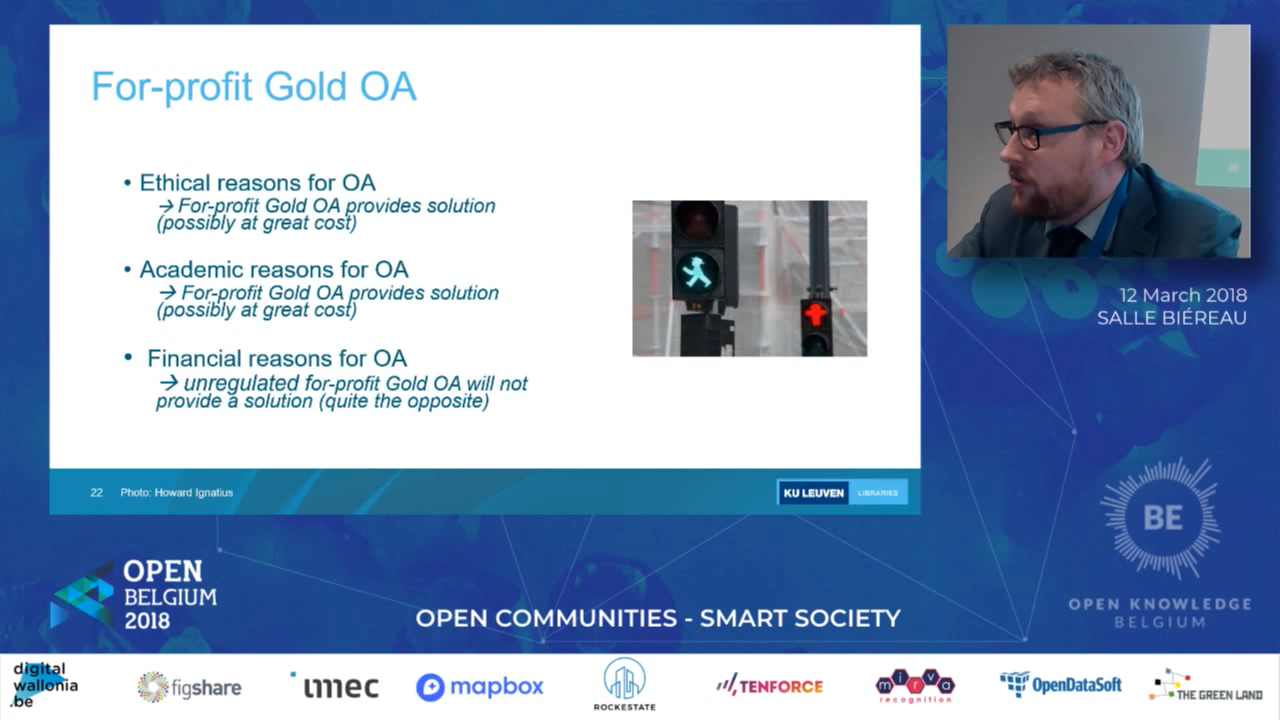 For-profit Gold OA
• Ethical reasons for OA
→ For-profit Gold OA provides solution
(possibly at great cost)
• Academic reasons for OA
→ For-profit Gold OA provides solution
(possibly at great cost)
• Financial reasons for OA
→ unregulated for-profit Gold OA will not
provide a solution (quite the opposite)
22 Photo: Howard Ignatius
KU LEUVEN LIBRARIES
12 March 2018
SALLE BIÉREAU
BE
OPEN KNOWLEDGE
BELGIUM
OPEN
BELGIUM
2018
OPEN COMMUNITIES - SMART SOCIETY
digital
wallonia
.be
figshare
imec
mapbox
ROCKESTATE
TENFORCE
mirva
recognition
OpenDataSoft
THE GREEN LAND